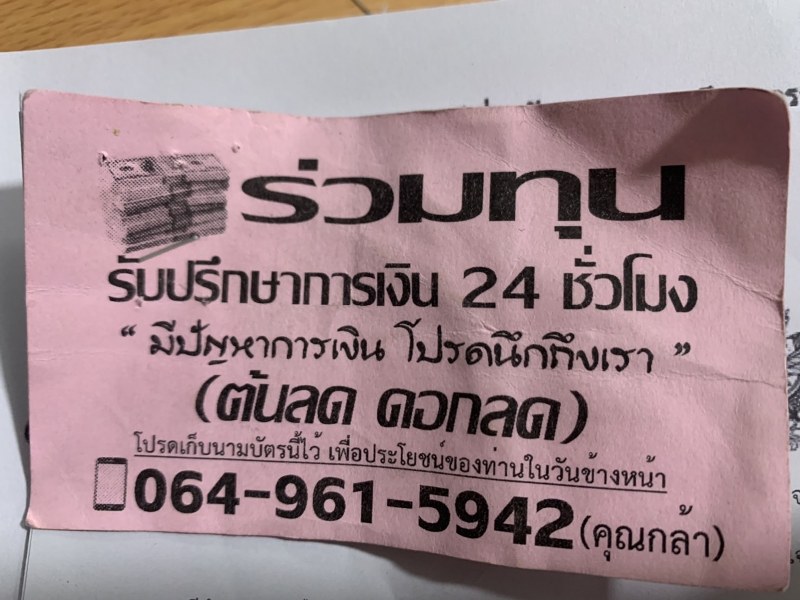 ร่วมทุน
รับปรึกษาการเงิน 24 ชั่วโมง
“ มีปัญหาการเงิน โปรดนึกถึงเรา ”
(ต้นลด ดอกลด)
โปรดเก็บนามบัตรนี้ไว้ เพื่อประโยชน์ของท่านในวันข้างหน้า
064-961-5942 (คุณกล้า)